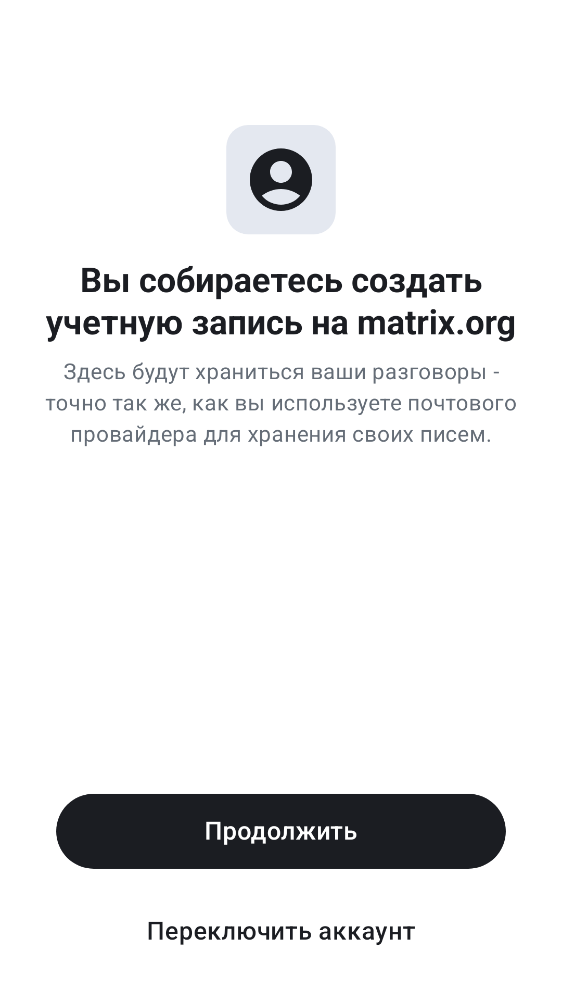 Вы собираетесь создать
учетную запись на matrix.org
Здесь будут храниться ваши разговоры -
точно так же, как вы используете почтового
провайдера для хранения своих писем.
Продолжить
Переключить аккаунт